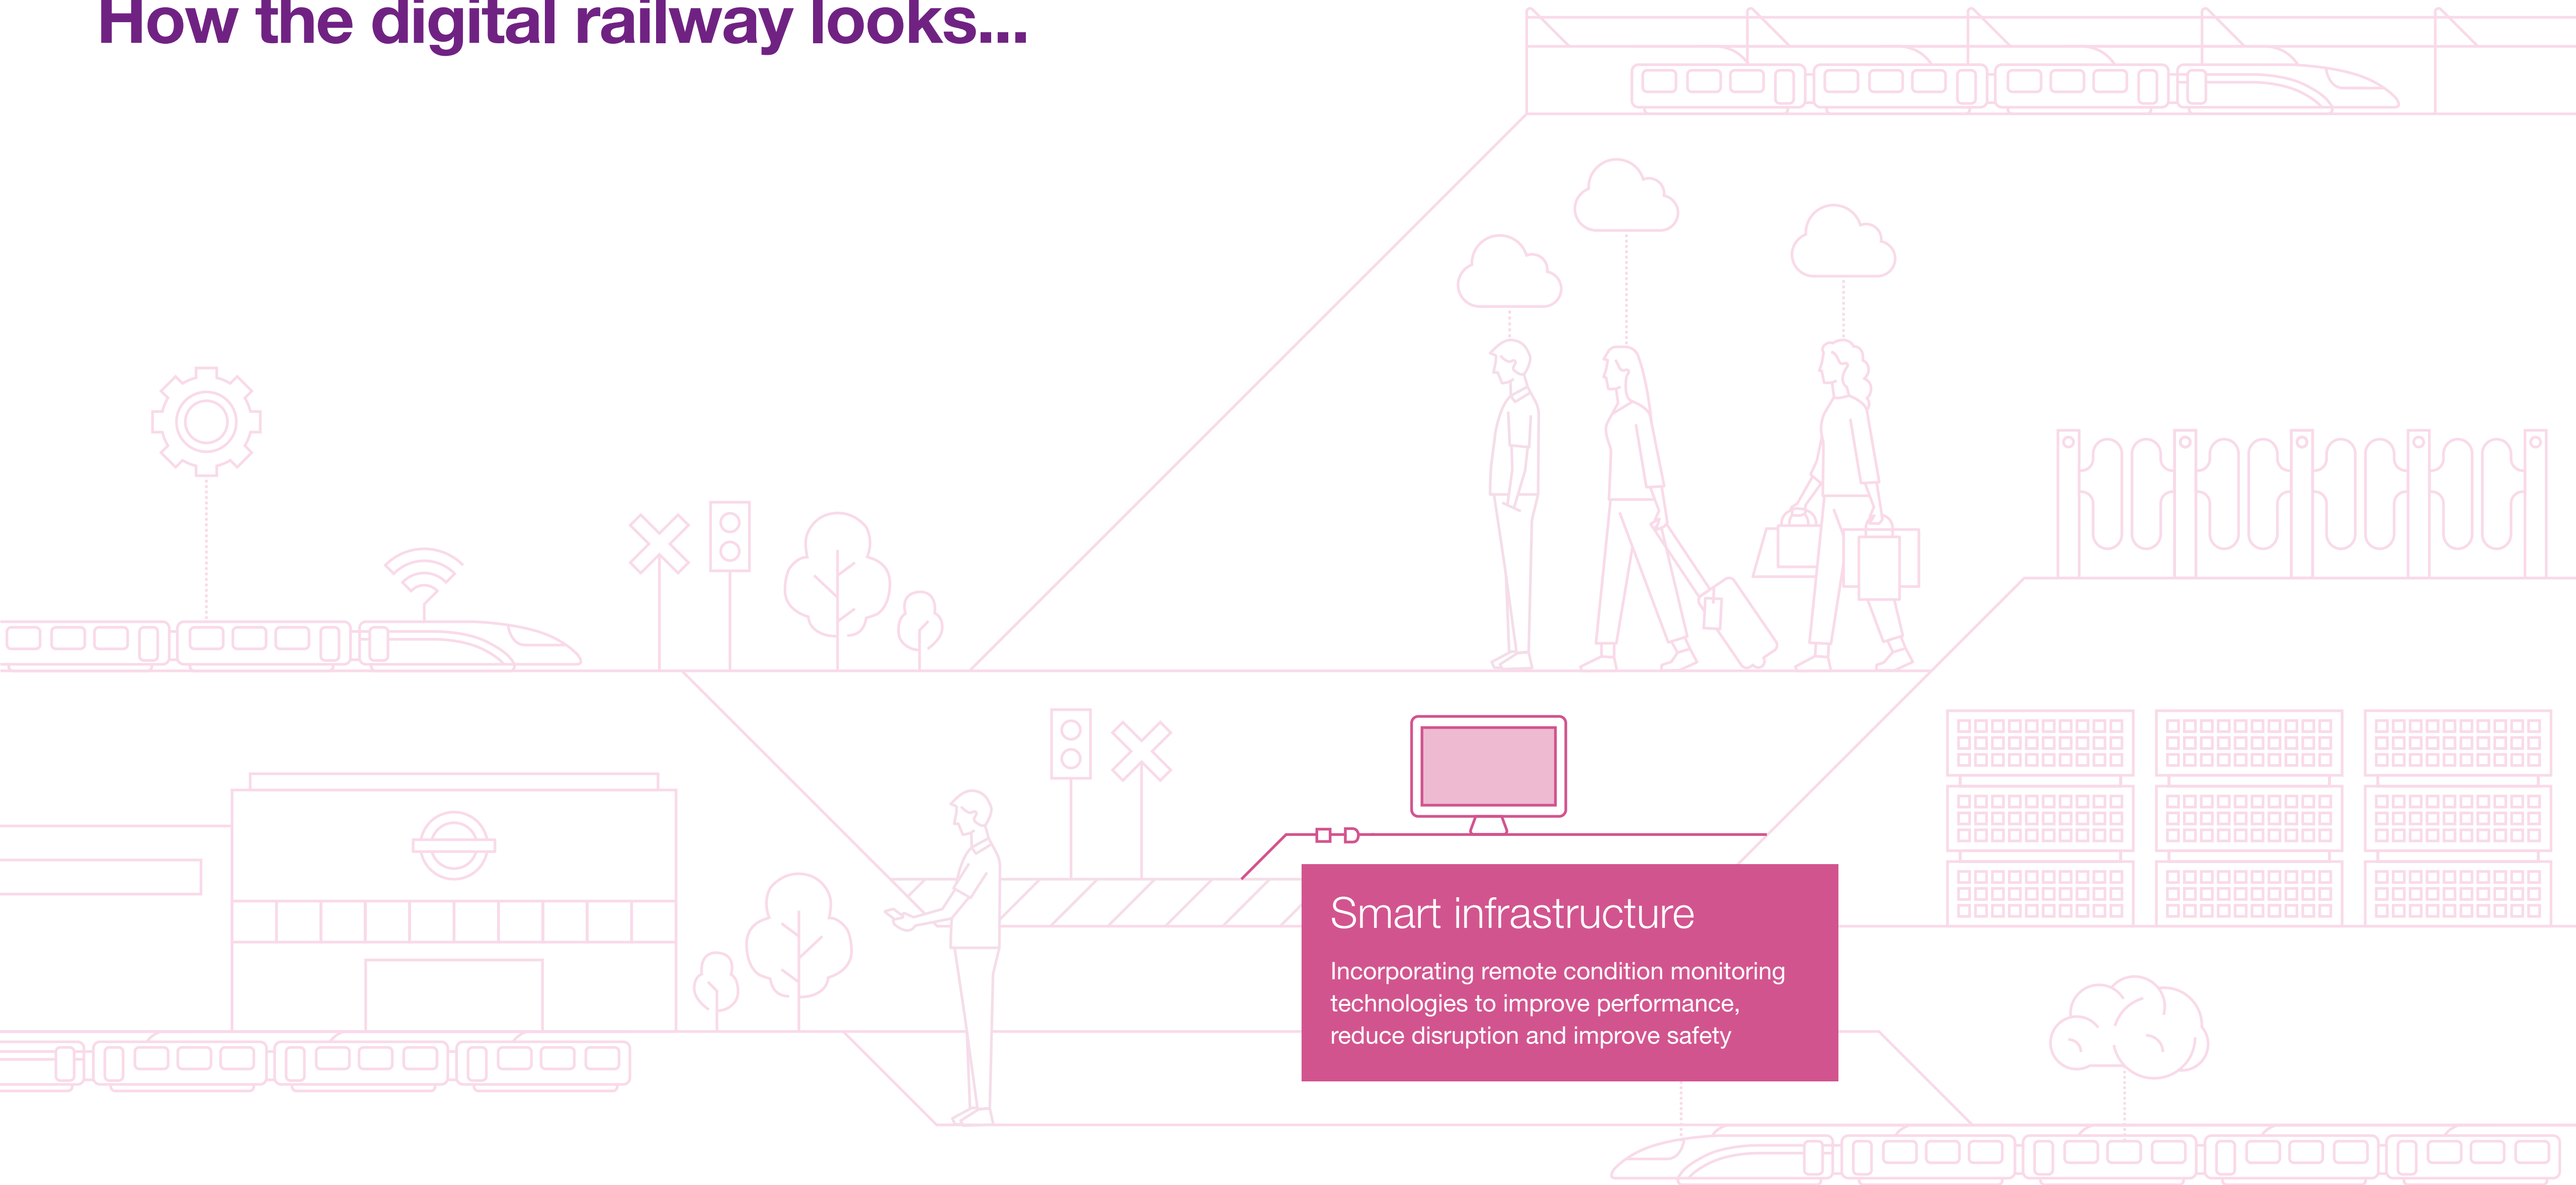 How the digital railway looks...
Smart infrastructure
Incorporating remote condition monitoring
technologies to improve performance,
reduce disruption and improve safety